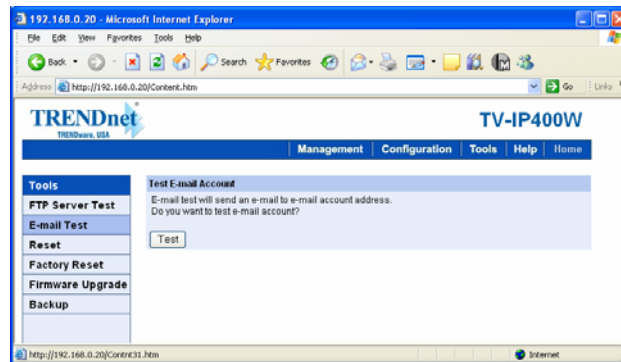 192.168.0.20 - Microsoft Internet Explorer
File Edit View Favorites Tools Help
Back Search Favorites
Address http://192.168.0.20/Content.htm Go Links
TRENDnet
TRENDware, USA
TV-IP400W
Management Configuration Tools Help Home
Tools
FTP Server Test
E-mail Test
Reset
Factory Reset
Firmware Upgrade
Backup
Test E-mail Account
E-mail test will send an e-mail to e-mail account address.
Do you want to test e-mail account?
Test
http://192.168.0.20/Contnt31.htm Internet